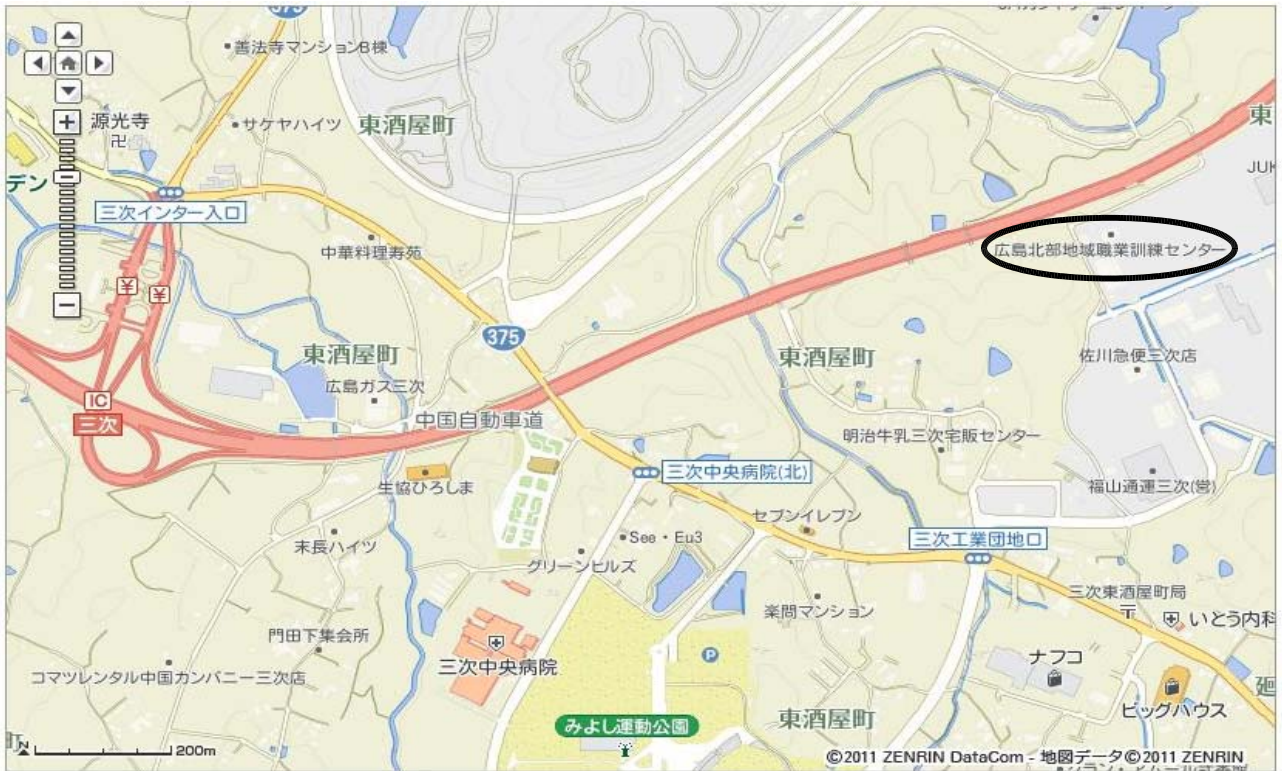 375
善法寺マンションB棟
源光寺
サケヤハイツ
東酒屋町
東
デン
三次インター入口
中華料理寿苑
広島北部地域職業訓練センター
JUK
¥
¥
375
東酒屋町
広島ガス三次
東酒屋町
佐川急便三次店
IC
三次
中国自動車道
明治牛乳三次宅販センター
三次中央病院(北)
生協ひろしま
福山通運三次(営)
セブンイレブン
末長ハイツ
See・Eu3
三次工業団地口
グリーンヒルズ
三次東酒屋町局
楽問マンション
いとう内科
門田下集会所
P
ナフコ
三次中央病院
コマツレンタル中国カンパニー三次店
廻
ビッグハウス
みよし運動公園
東酒屋町
町
N
200m
©2011 ZENRIN DataCom - 地図データ©2011 ZENRIN